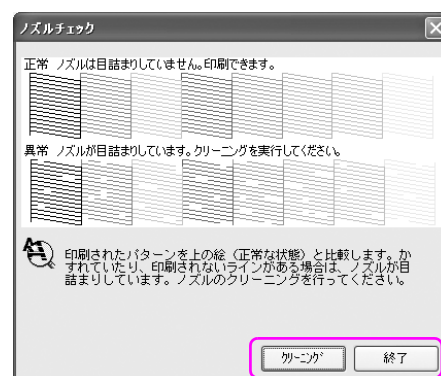 ノズルチェック
正常 ノズルは目詰まりしていません。印刷できます。
異常 ノズルが目詰まりしています。クリーニングを実行してください。
印刷されたパターンを上の絵（正常な状態）と比較します。か
すれていたり、印刷されないラインがある場合は、ノズルが目
詰まりしています。ノズルのクリーニングを行ってください。
ｸﾘｰﾆﾝｸﾞ 終了